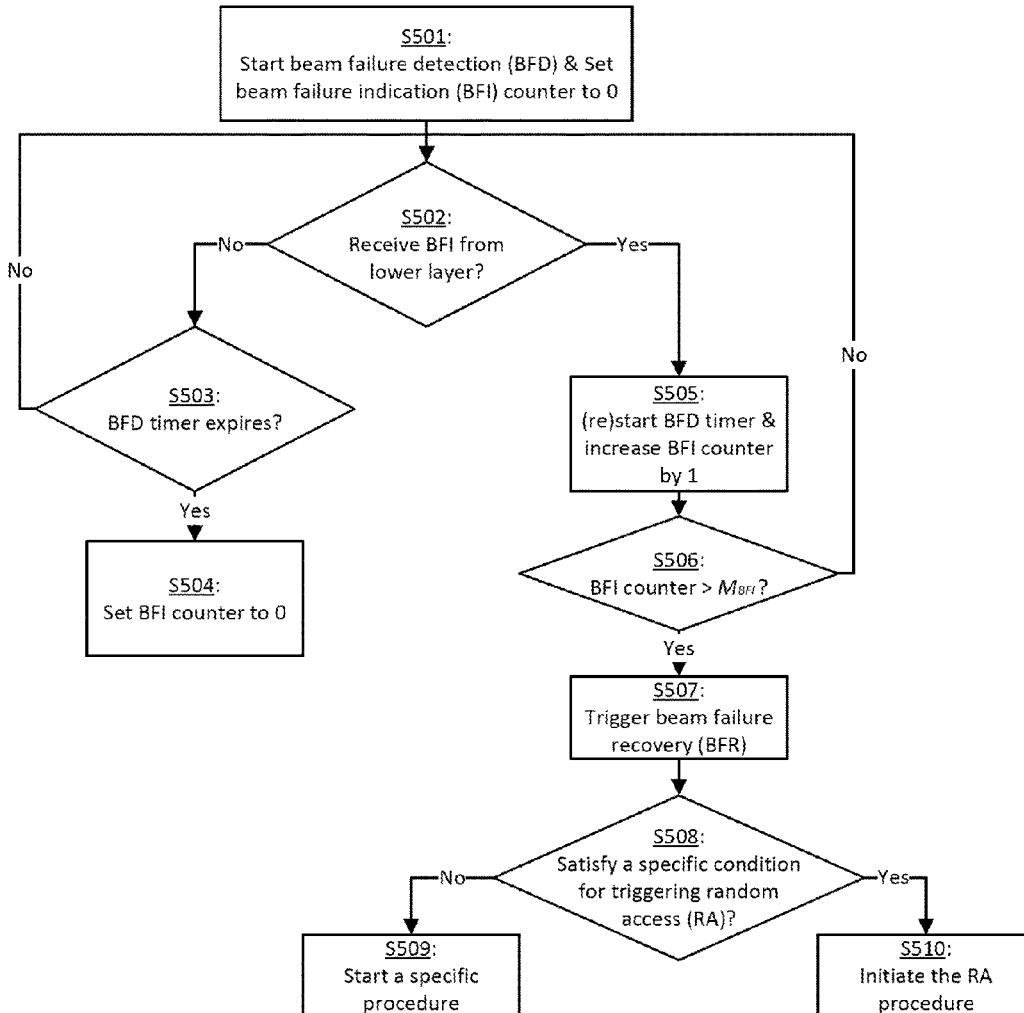 S501:
Start beam failure detection (BFD) & Set
beam failure indication (BFI) counter to 0
S502:
Receive BFI from
lower layer?
No
Yes
No
No
S503:
BFD timer expires?
Yes
S504:
Set BFI counter to 0
S505:
(re)start BFD timer &
increase BFI counter
by 1
S506:
BFI counter > MBFI?
Yes
S507:
Trigger beam failure
recovery (BFR)
S508:
Satisfy a specific condition
for triggering random
access (RA)?
No
Yes
S509:
Start a specific
procedure
S510:
Initiate the RA
procedure